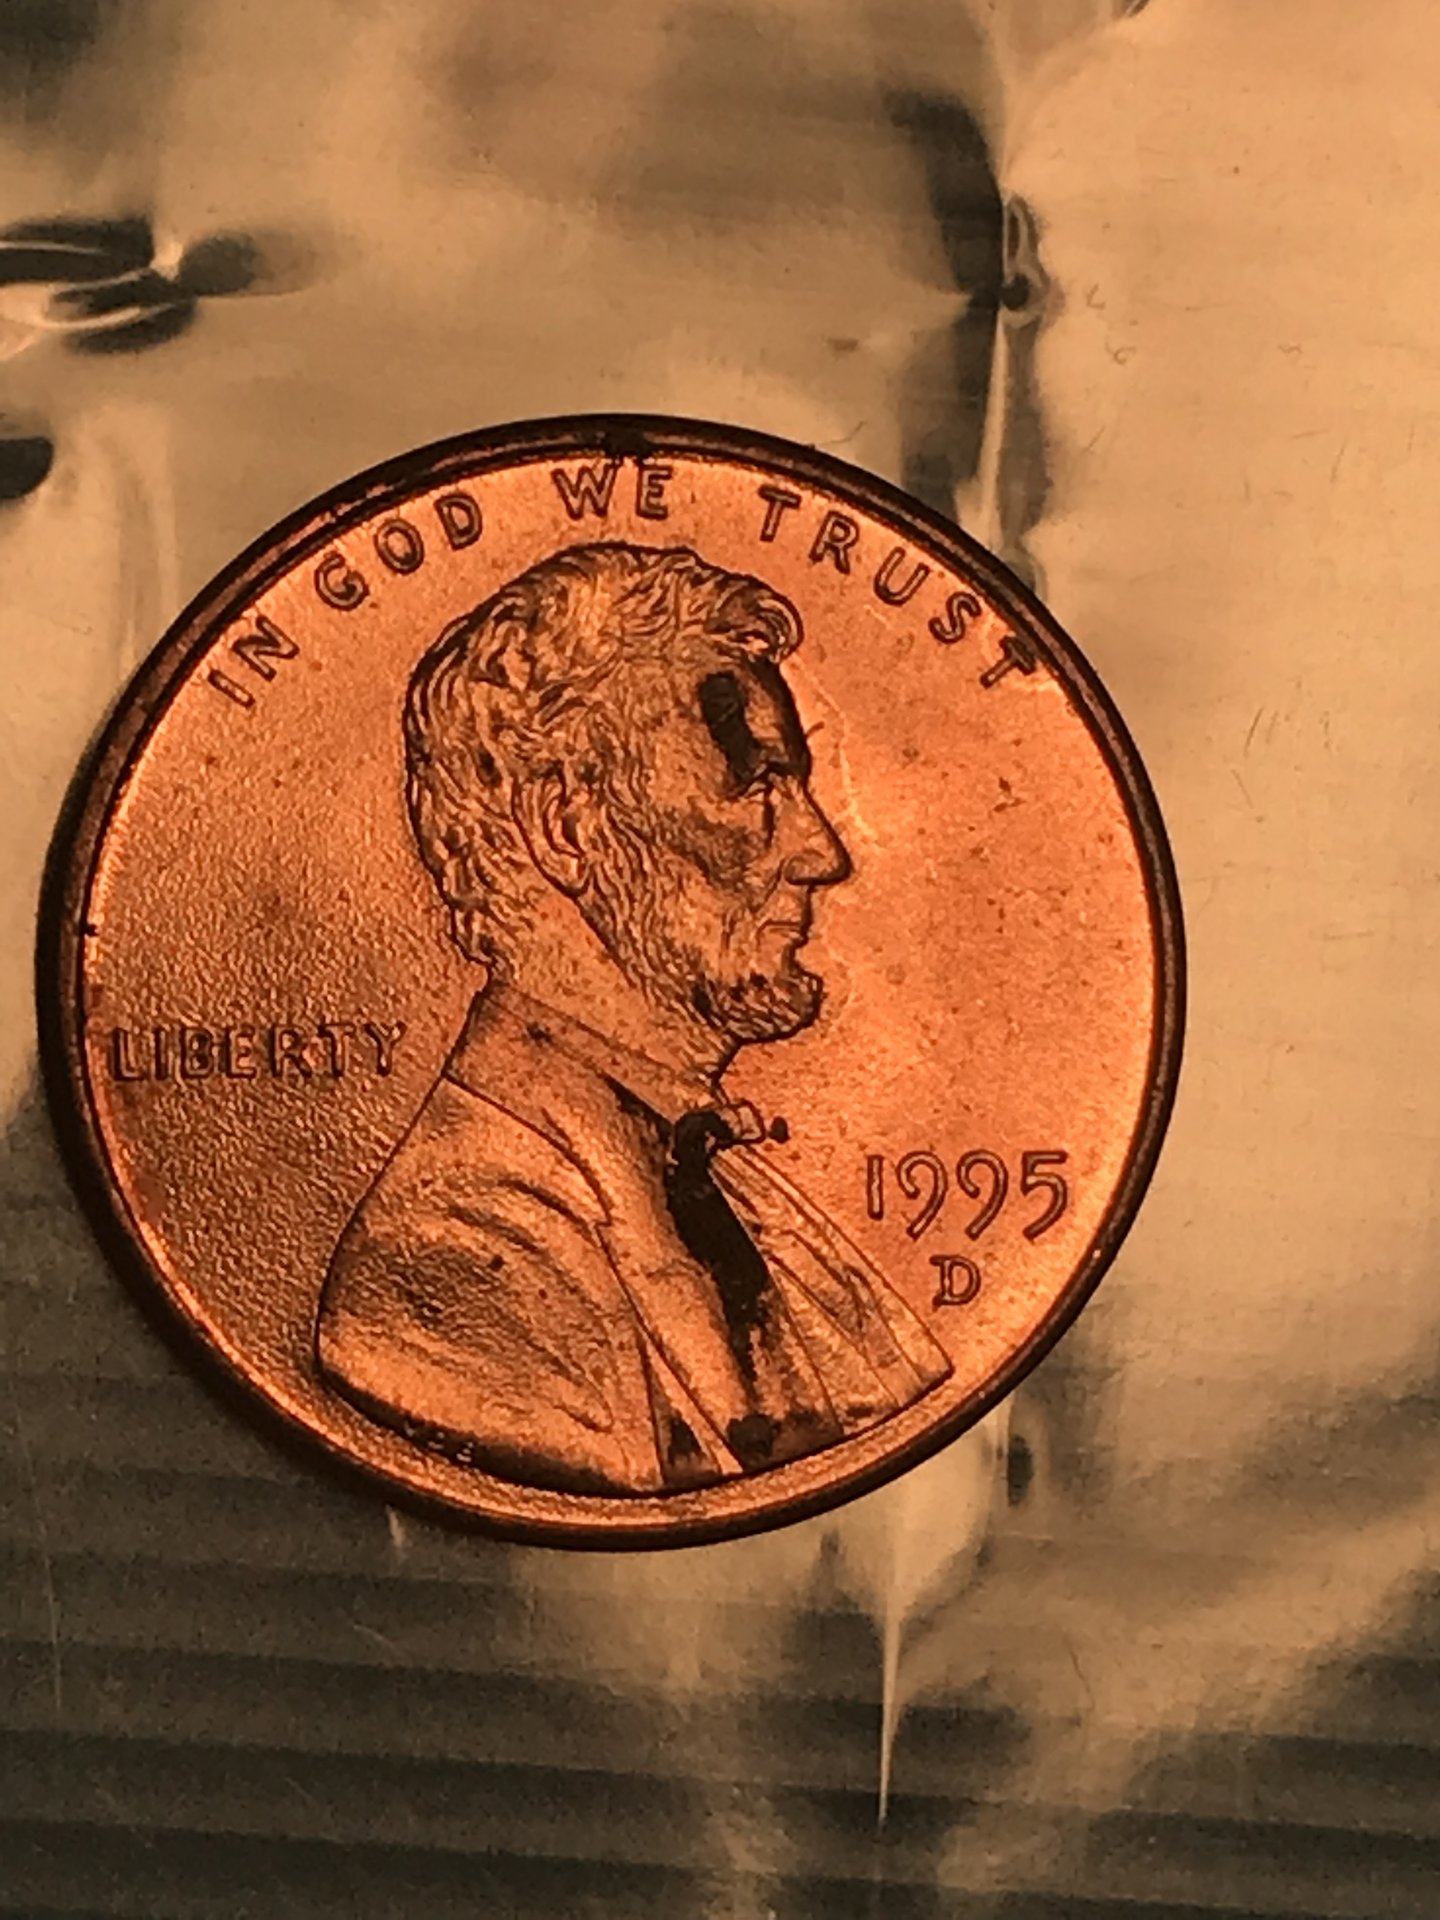 IN GOD WE TRUST
LIBERTY
1995
D